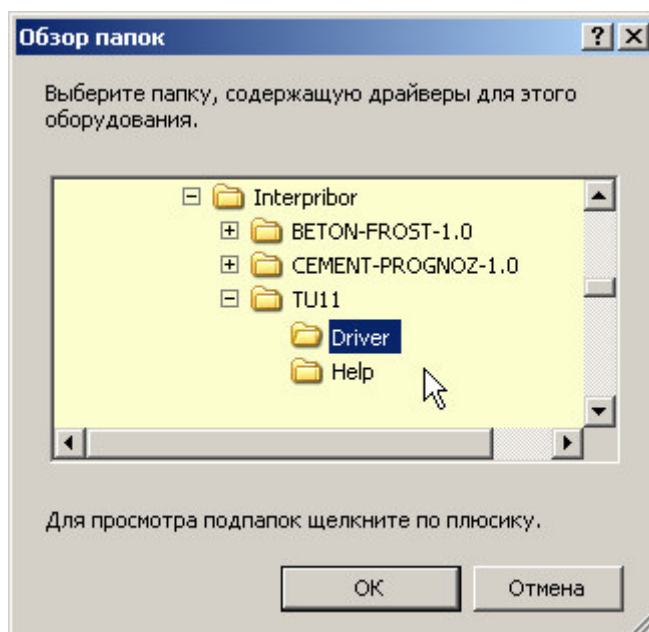 Обзор папок
Выберите папку, содержащую драйверы для этого
оборудования.
Interpribor
BETON-FROST-1.0
CEMENT-PROGNOZ-1.0
TU11
Driver
Help
Для просмотра подпапок щелкните по плюсику.
ОК
Отмена